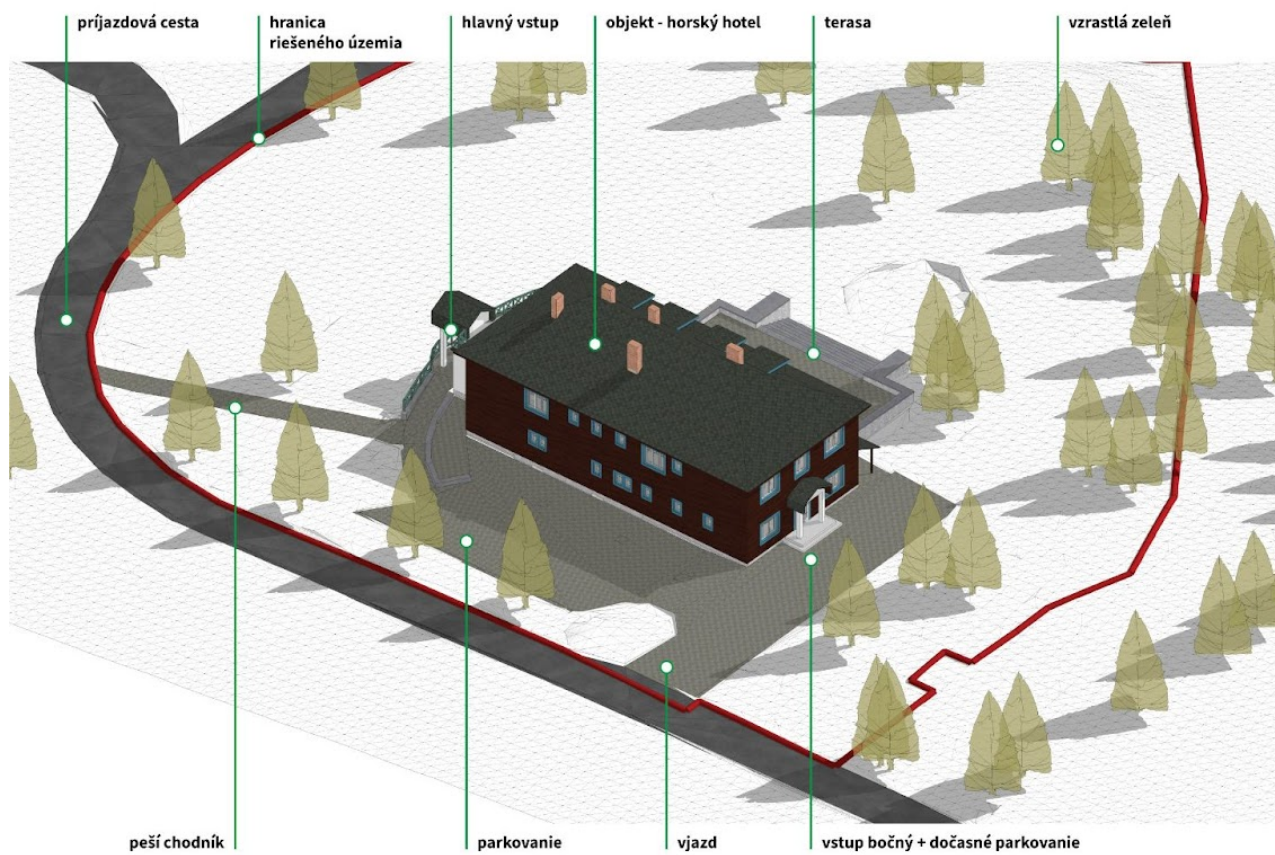 príjazdová cesta
hranica
riešeného územia
hlavný vstup
objekt - horský hotel
terasa
vzrastlá zeleň
peší chodník
parkovanie
vjazd
vstup bočný + dočasné parkovanie